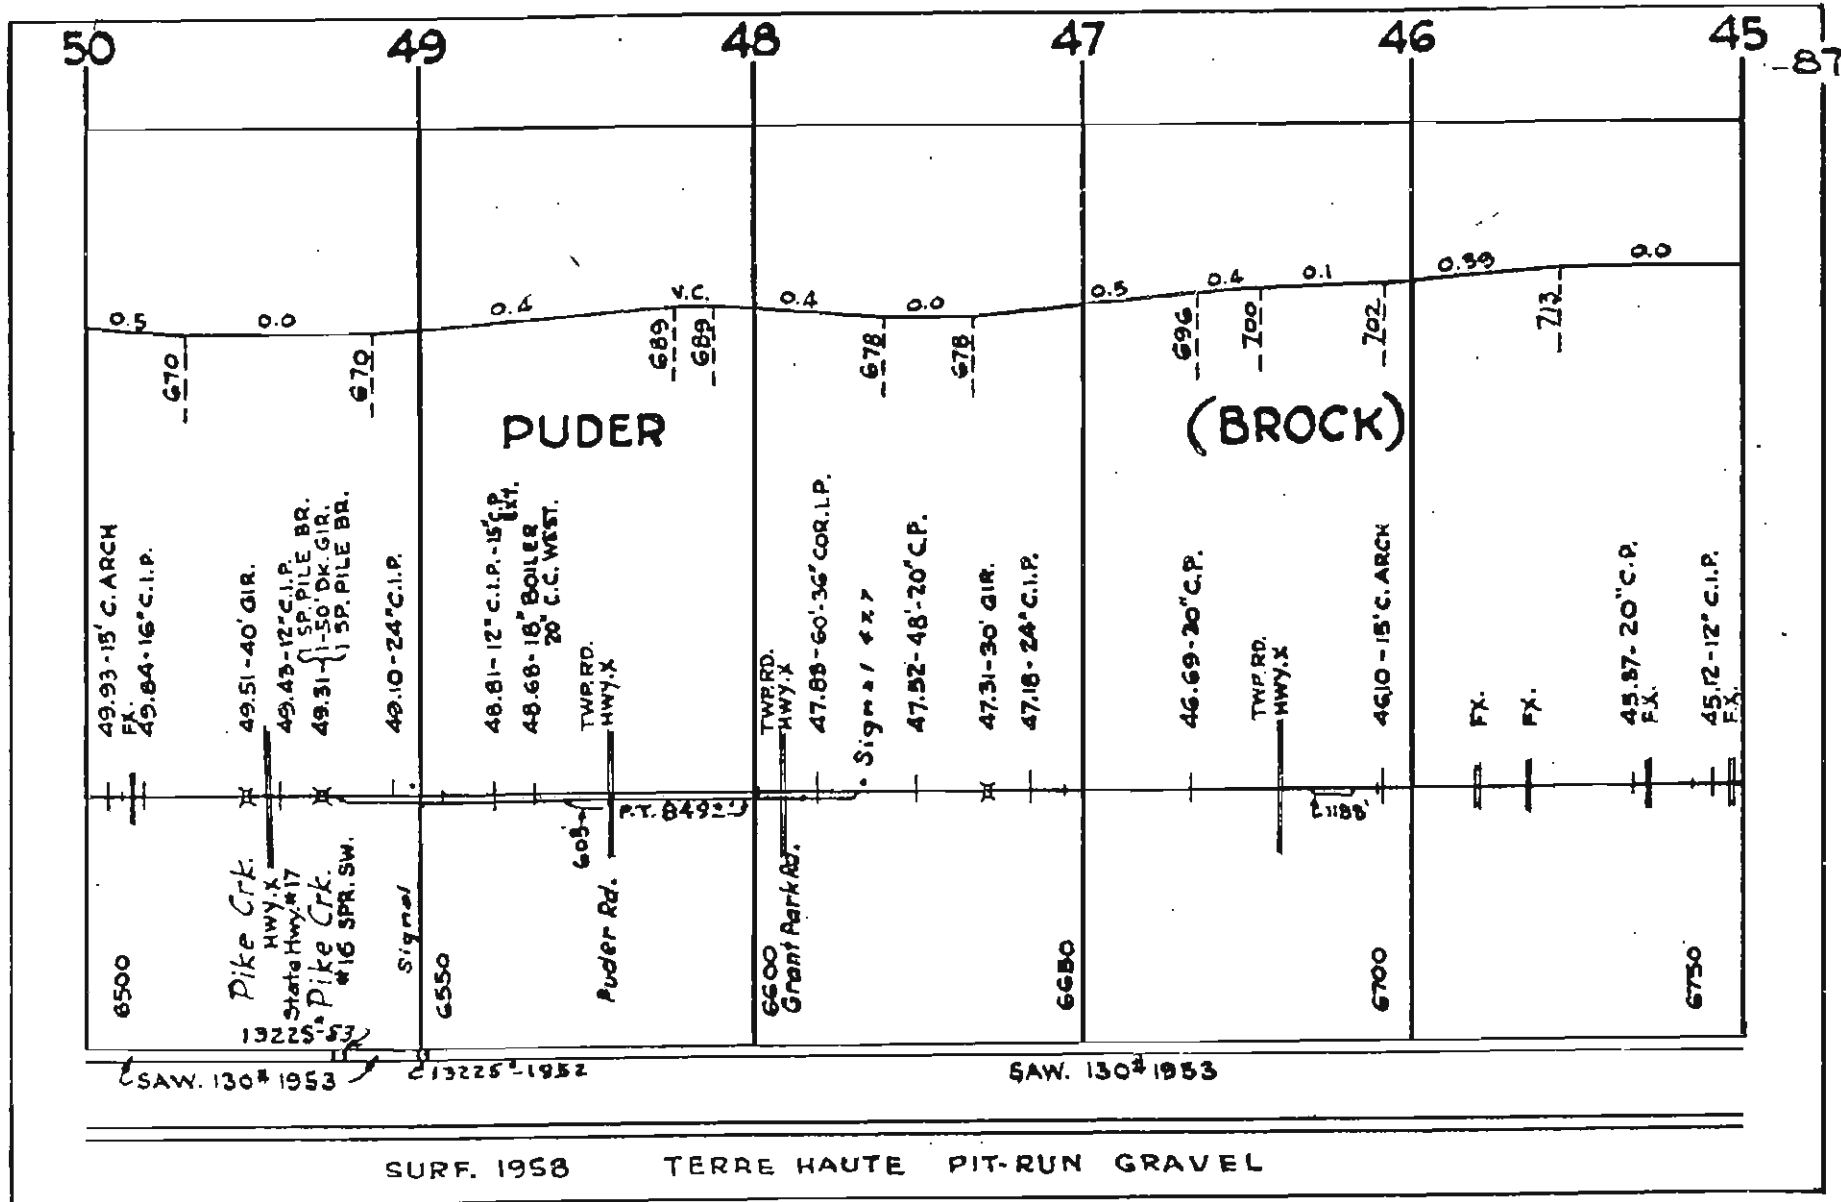 50 49 48 47 46 45
-87
0.5 0.0 0.4 V.C. 0.4 0.0 0.5 0.4 0.1 0.39 0.0
670 670 689 689 678 678 696 700 702 713
PUDER
(BROCK)
49.93-15' C.ARCH
FX.
49.84-16" C.I.P.
49.51-40' GIR.
49.43-12" C.I.P.
49.31-
1 SP. PILE BR.
1-50' DK. GIR.
1 SP. PILE BR.
49.10-24" C.I.P.
48.81-12" C.I.P.-15" C.P.
EXT.
48.68-18" BOILER
20" C.C. WEST.
TWP. RD.
HWY. X
TWP. RD.
HWY. X
47.83-60'-36" COR. I.P.
Signal 4x7
47.52-48'-20" C.P.
47.31-30' GIR.
47.18-24" C.I.P.
46.69-20" C.P.
TWP. RD.
HWY. X
46.10-15' C.ARCH
FX.
FX.
45.37-20" C.P.
FX.
45.12-12" C.I.P.
FX.
603'
P.T. 849
1188'
Pike Crk.
HWY. X
State Hwy. #17
Pike Crk.
#16 SPR. SW.
Signal
Puder Rd.
Grant Park Rd.
6500 6550 6600 6650 6700 6750
13225-53
SAW. 130# 1953
13225'-1952
SAW. 130# 1953
SURF. 1958 TERRE HAUTE PIT-RUN GRAVEL